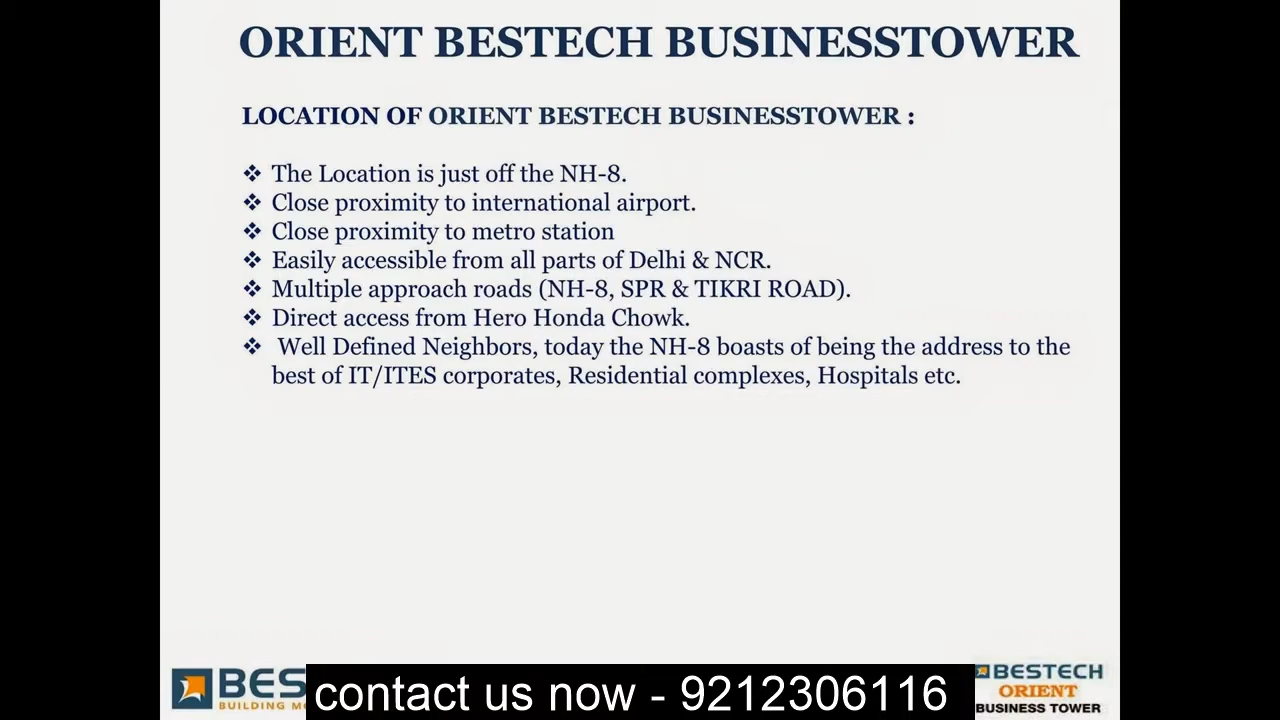 ORIENT BESTECH BUSINESSTOWER
LOCATION OF ORIENT BESTECH BUSINESSTOWER :
❖ The Location is just off the NH-8.
❖ Close proximity to international airport.
❖ Close proximity to metro station
❖ Easily accessible from all parts of Delhi & NCR.
❖ Multiple approach roads (NH-8, SPR & TIKRI ROAD).
❖ Direct access from Hero Honda Chowk.
❖ Well Defined Neighbors, today the NH-8 boasts of being the address to the
best of IT/ITES corporates, Residential complexes, Hospitals etc.
BUILDING
contact us now - 9212306116
BESTECH
ORIENT
BUSINESS TOWER